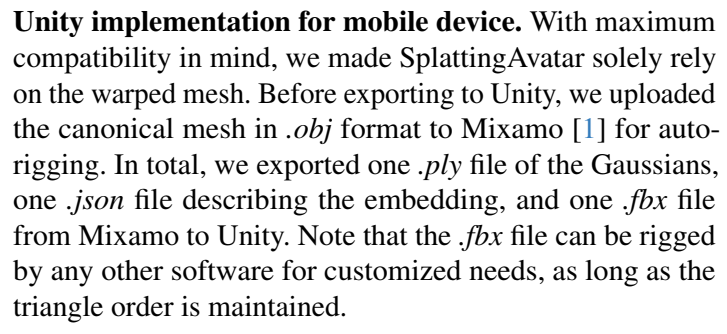 Unity implementation for mobile device. With maximum
compatibility in mind, we made SplattingAvatar solely rely
on the warped mesh. Before exporting to Unity, we uploaded
the canonical mesh in .obj format to Mixamo [1] for auto-
rigging. In total, we exported one .ply file of the Gaussians,
one .json file describing the embedding, and one .fbx file
from Mixamo to Unity. Note that the .fbx file can be rigged
by any other software for customized needs, as long as the
triangle order is maintained.